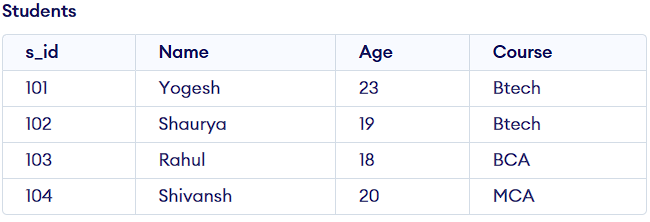 Students
s_id Name Age Course
101 Yogesh 23 Btech
102 Shaurya 19 Btech
103 Rahul 18 BCA
104 Shivansh 20 MCA